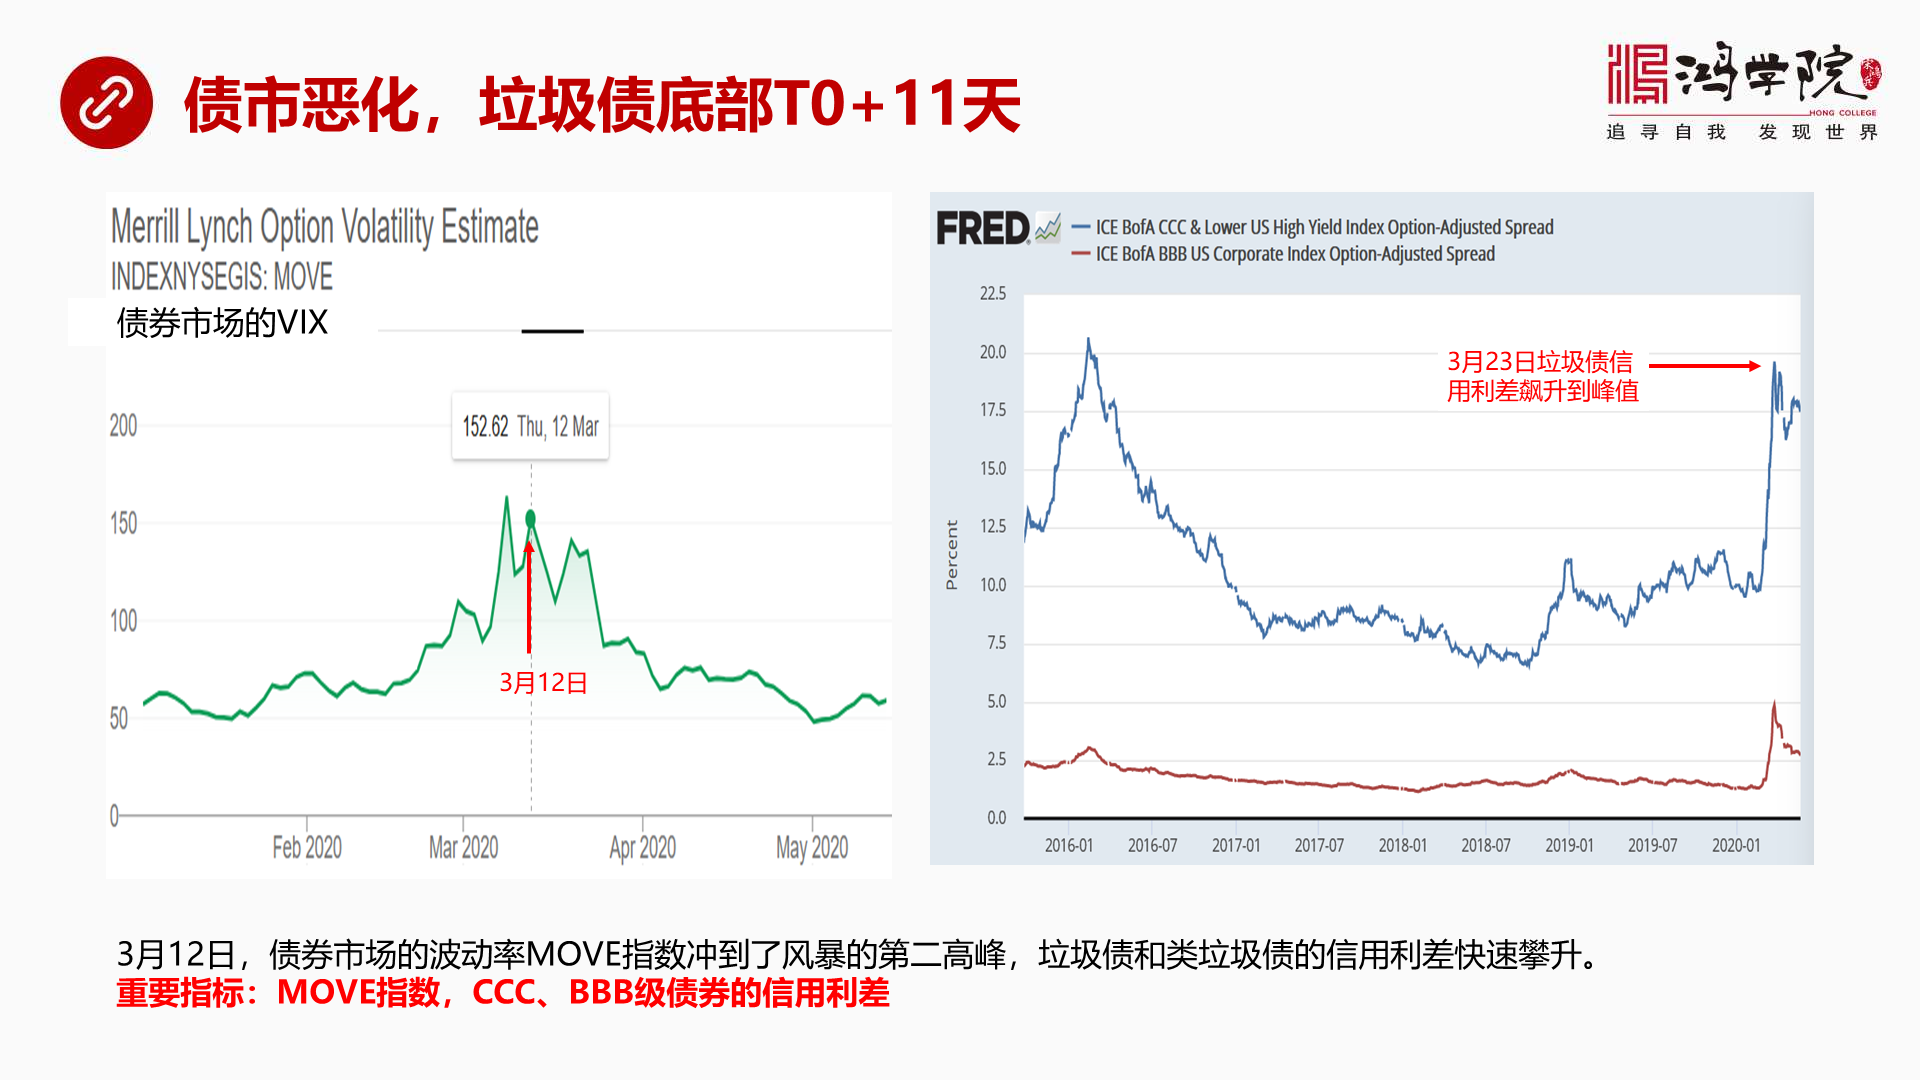 债市恶化，垃圾债底部T0+11天
鸿学院
HONG COLLEGE
追寻自我 发现世界
Merrill Lynch Option Volatility Estimate
INDEXNYSEGIS: MOVE
债券市场的VIX
152.62 Thu, 12 Mar
200
150
100
50
0
3月12日
Feb 2020
Mar 2020
Apr 2020
May 2020
FRED
ICE BofA CCC & Lower US High Yield Index Option-Adjusted Spread
ICE BofA BBB US Corporate Index Option-Adjusted Spread
Percent
22.5
20.0
17.5
15.0
12.5
10.0
7.5
5.0
2.5
0.0
3月23日垃圾债信
用利差飙升到峰值
2016-01
2016-07
2017-01
2017-07
2018-01
2018-07
2019-01
2019-07
2020-01
3月12日，债券市场的波动率MOVE指数冲到了风暴的第二高峰，垃圾债和类垃圾债的信用利差快速攀升。
重要指标：MOVE指数，CCC、BBB级债券的信用利差